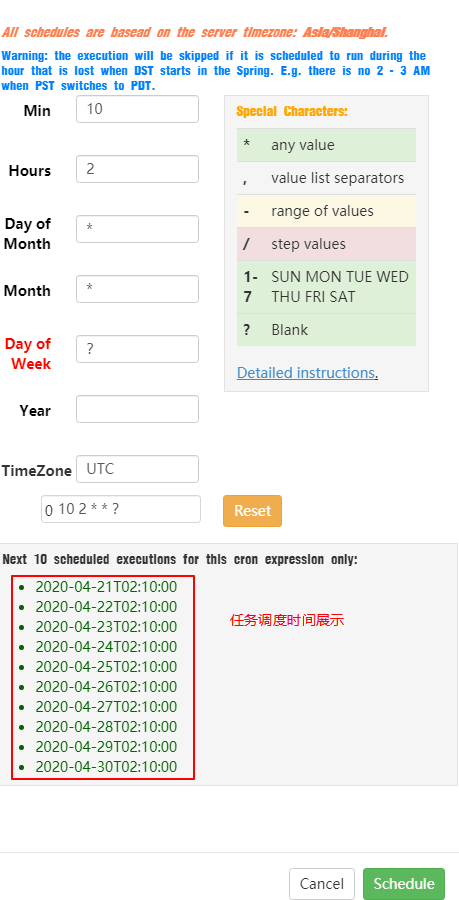 All schedules are basead on the server timezone: Asia/Shanghai.
Warning: the execution will be skipped if it is scheduled to run during the
hour that is lost when DST starts in the Spring. E.g. there is no 2 - 3 AM
when PST switches to PDT.
Min 10
Hours 2
Day of
Month *
Month *
Day of
Week ?
Year
TimeZone UTC
0 10 2 * * ?
Reset
Special Characters:
* any value
, value list separators
- range of values
/ step values
1-
7 SUN MON TUE WED
THU FRI SAT
? Blank
Detailed instructions.
Next 10 scheduled executions for this cron expression only:
2020-04-21T02:10:00
2020-04-22T02:10:00
2020-04-23T02:10:00
2020-04-24T02:10:00
2020-04-25T02:10:00
2020-04-26T02:10:00
2020-04-27T02:10:00
2020-04-28T02:10:00
2020-04-29T02:10:00
2020-04-30T02:10:00
任务调度时间展示
Cancel
Schedule